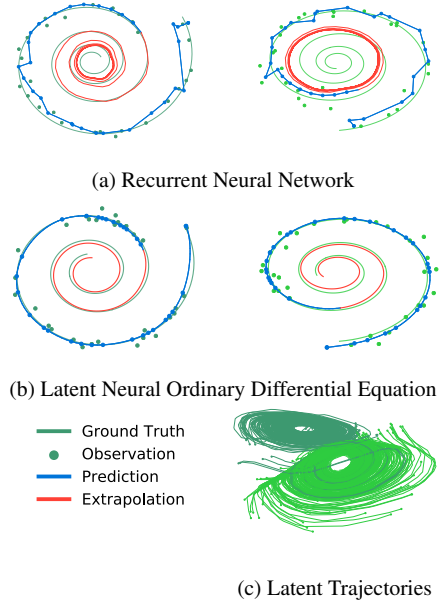 (a) Recurrent Neural Network
(b) Latent Neural Ordinary Differential Equation
Ground Truth
Observation
Prediction
Extrapolation
(c) Latent Trajectories